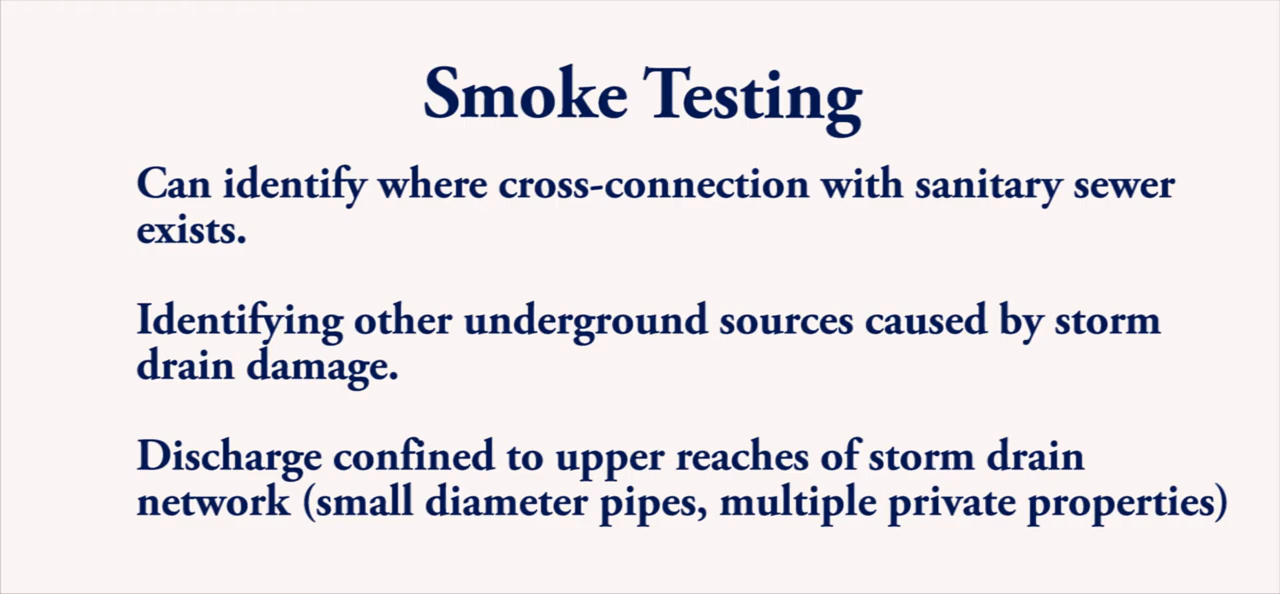 Smoke Testing
Can identify where cross-connection with sanitary sewer
exists.
Identifying other underground sources caused by storm
drain damage.
Discharge confined to upper reaches of storm drain
network (small diameter pipes, multiple private properties)